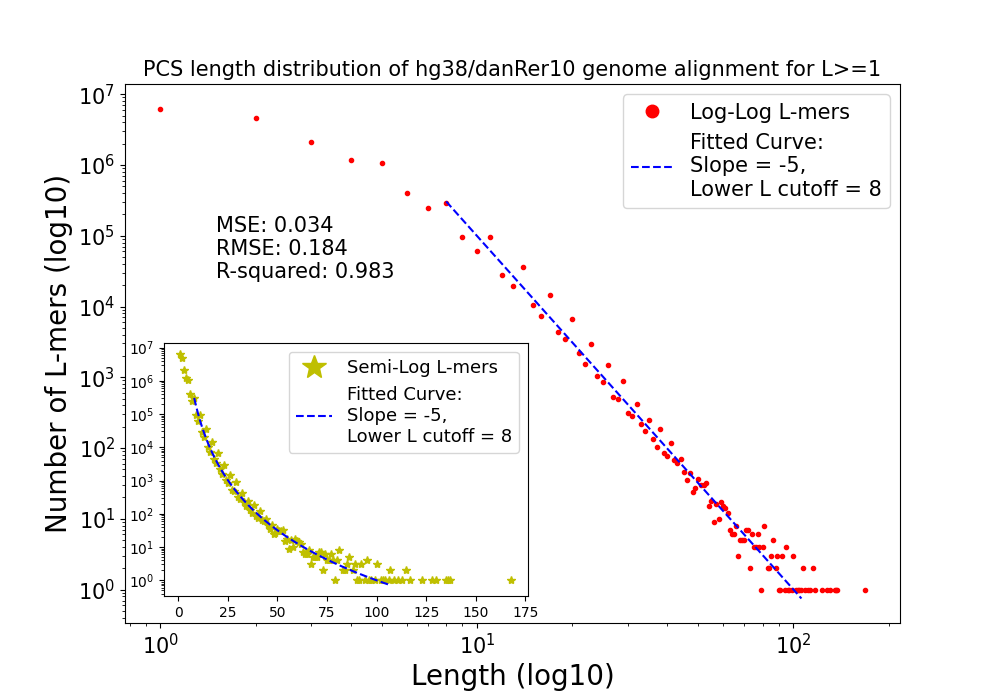 PCS length distribution of hg38/danRer10 genome alignment for L>=1
Number of L-mers (log10)
10^7
10^6
10^5
10^4
10^3
10^2
10^1
10^0
Log-Log L-mers
Fitted Curve:
Slope = -5,
Lower L cutoff = 8
MSE: 0.034
RMSE: 0.184
R-squared: 0.983
10^7
10^6
10^5
10^4
10^3
10^2
10^1
10^0
Semi-Log L-mers
Fitted Curve:
Slope = -5,
Lower L cutoff = 8
0 25 50 75 100 125 150 175
10^0 10^1 10^2
Length (log10)